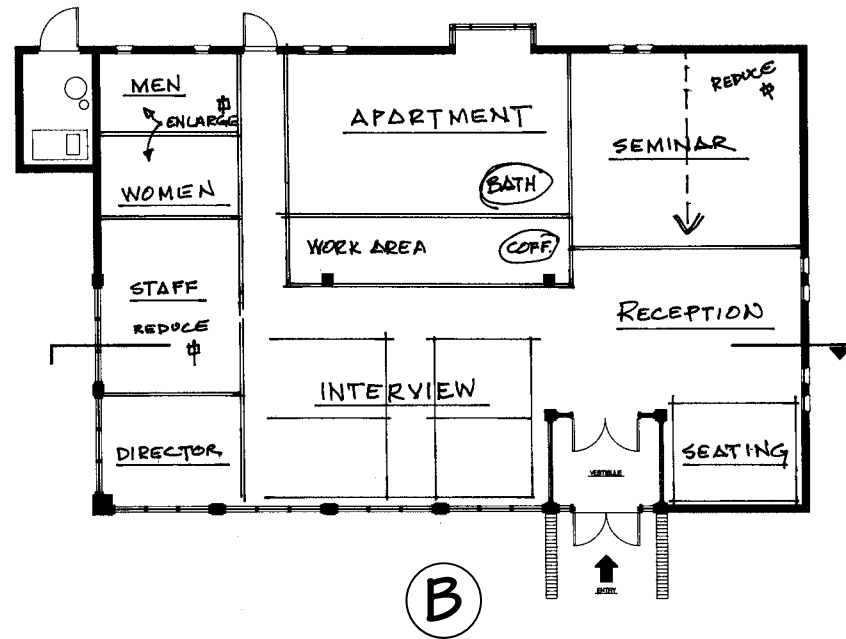 MEN
ENLARGE
WOMEN
APARTMENT
BATH
REDUCE
SEMINAR
WORK AREA
COFF.
STAFF
REDUCE
RECEPTION
INTERVIEW
DIRECTOR
SEATING
VESTIBULE
ENTRY
B